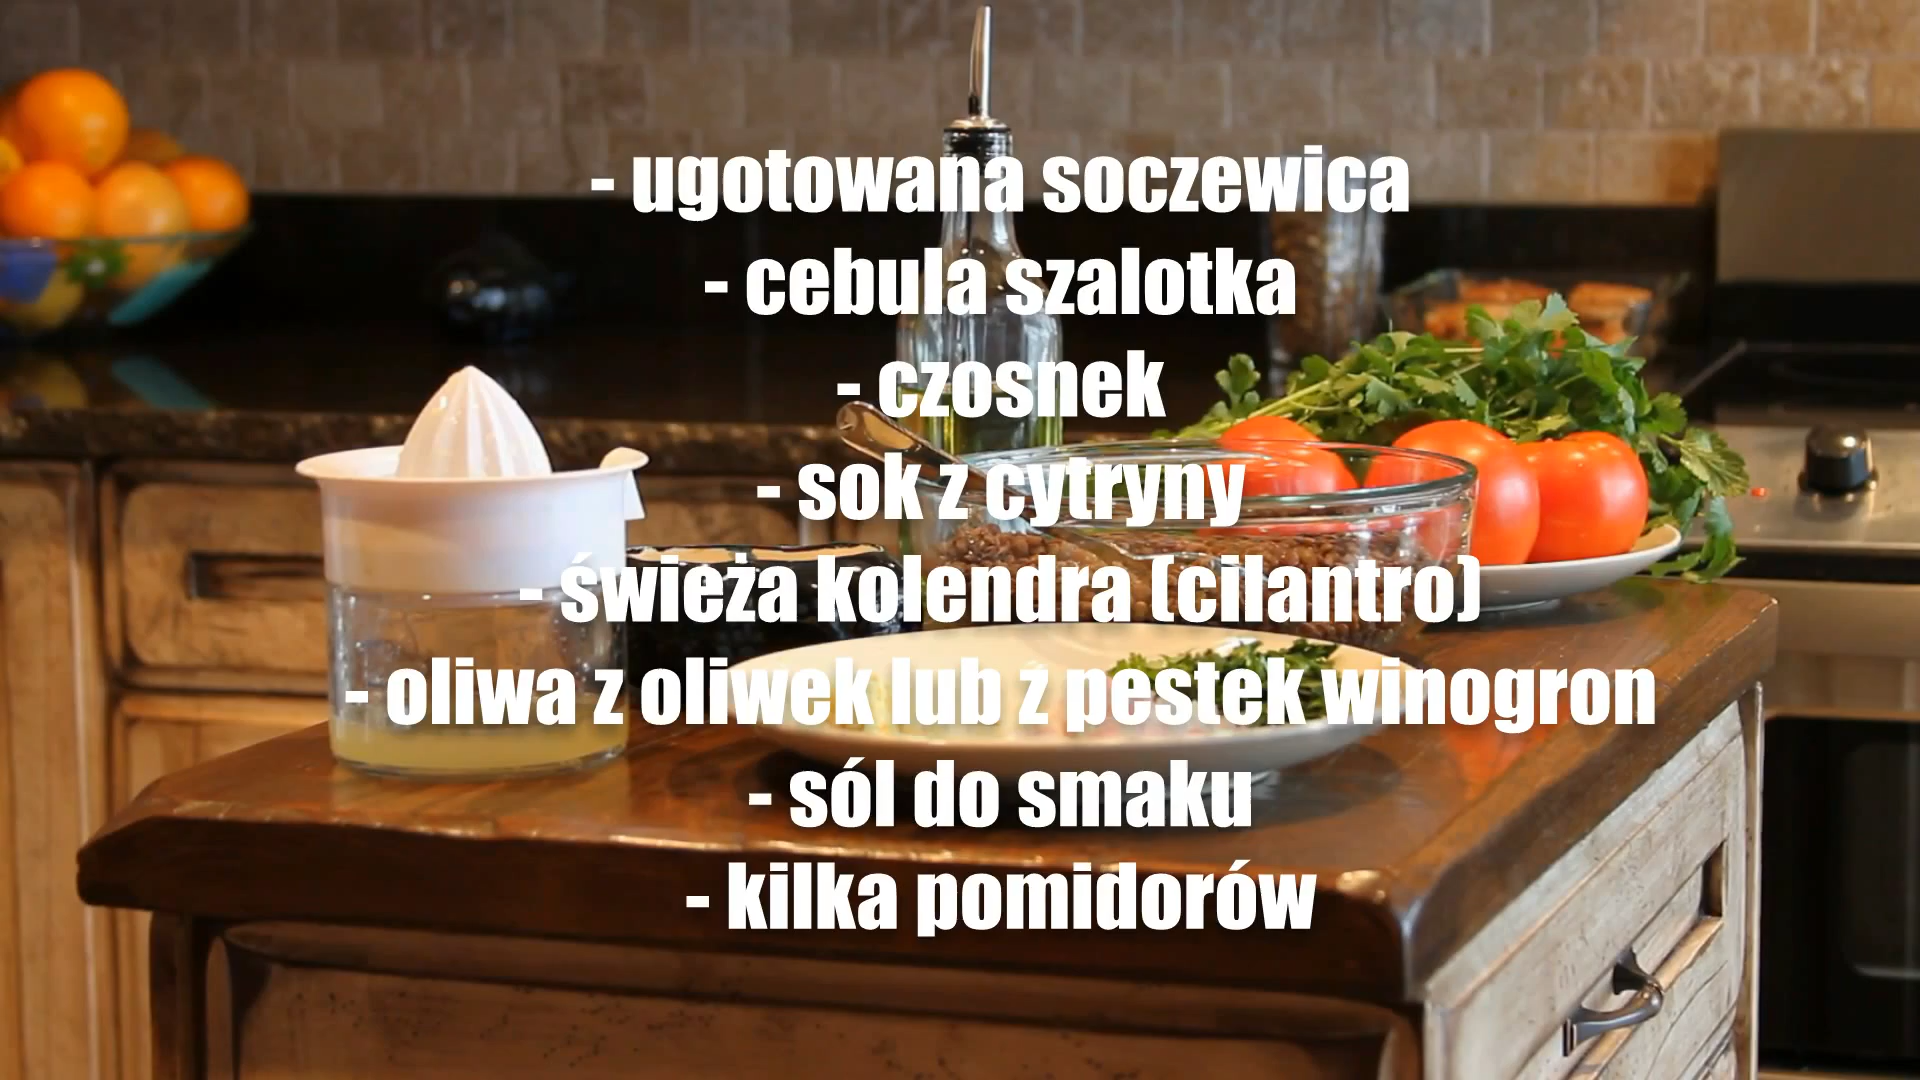 - ugotowana soczewica
- cebula szalotka
- czosnek
- sok z cytryny
- świeża kolendra (cilantro)
- oliwa z oliwek lub z pestek winogron
- sól do smaku
- kilka pomidorów